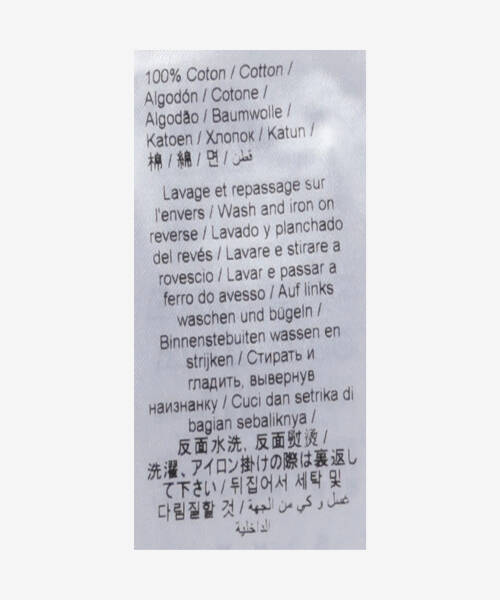 100% Coton / Cotton /
Algodón / Cotone /
Algodão / Baumwolle /
Katoen / Хлопок / Katun /
棉 / 綿 / 면 / قطن
Lavage et repassage sur
l'envers / Wash and iron on
reverse / Lavado y planchado
del revés / Lavare e stirare a
rovescio / Lavar e passar a
ferro do avesso / Auf links
waschen und bügeln /
Binnenstebuiten wassen en
strijken / Стирать и
гладить, вывернув
наизнанку / Cuci dan setrika di
bagian sebaliknya /
反面水洗, 反面熨烫 /
洗濯、アイロン掛けの際は裏返し
て下さい / 뒤집어서 세탁 및
다림질할 것 / غسل و كي من الجهة
الداخلية